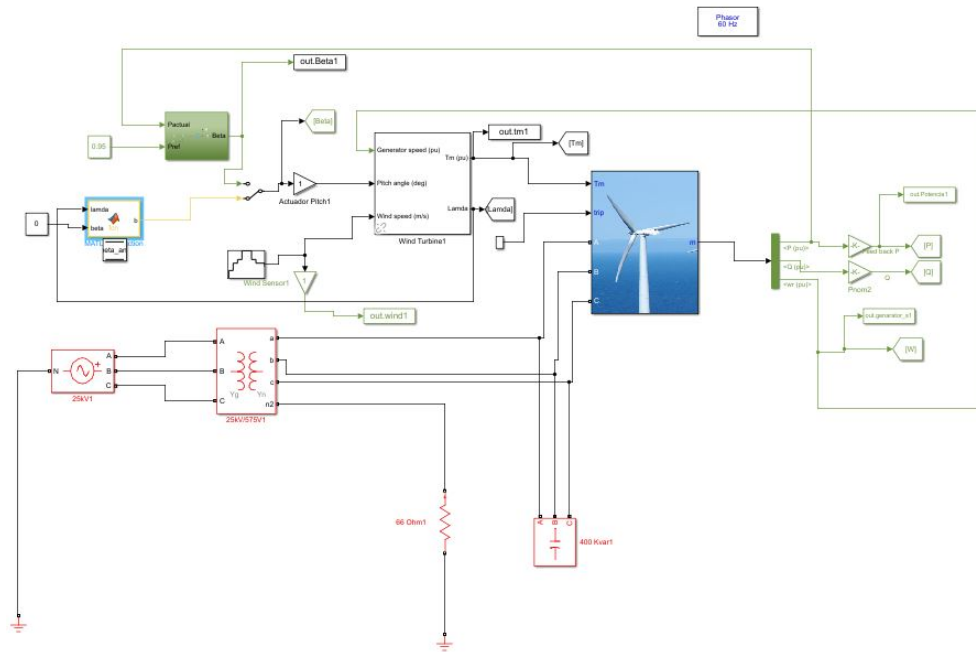 Phasor
60 Hz
out.Beta1
Pactual
Beta
Pref
0.95
[Beta]
out.tm1
[Tm]
Generator speed (pu)
Tm (pu)
Pitch angle (deg)
1
Actuador Pitch1
Lamda
[Lamda]
Wind speed (m/s)
Wind Turbine1
lamda
beta
b
0
Wind Sensor1
1
out.wind1
Tm
trip
A
B
C
m
<P (pu)>
<Q (pu)>
<wr (pu)>
-K-
-K-
Q
Pnom2
out.Potencia1
[P]
[Q]
out.generator_s1
[W]
N
A
B
C
25kV1
A
B
C
a
b
c
n2
Yg
Yn
25kV/575V1
66 Ohm1
A
B
C
400 Kvar1